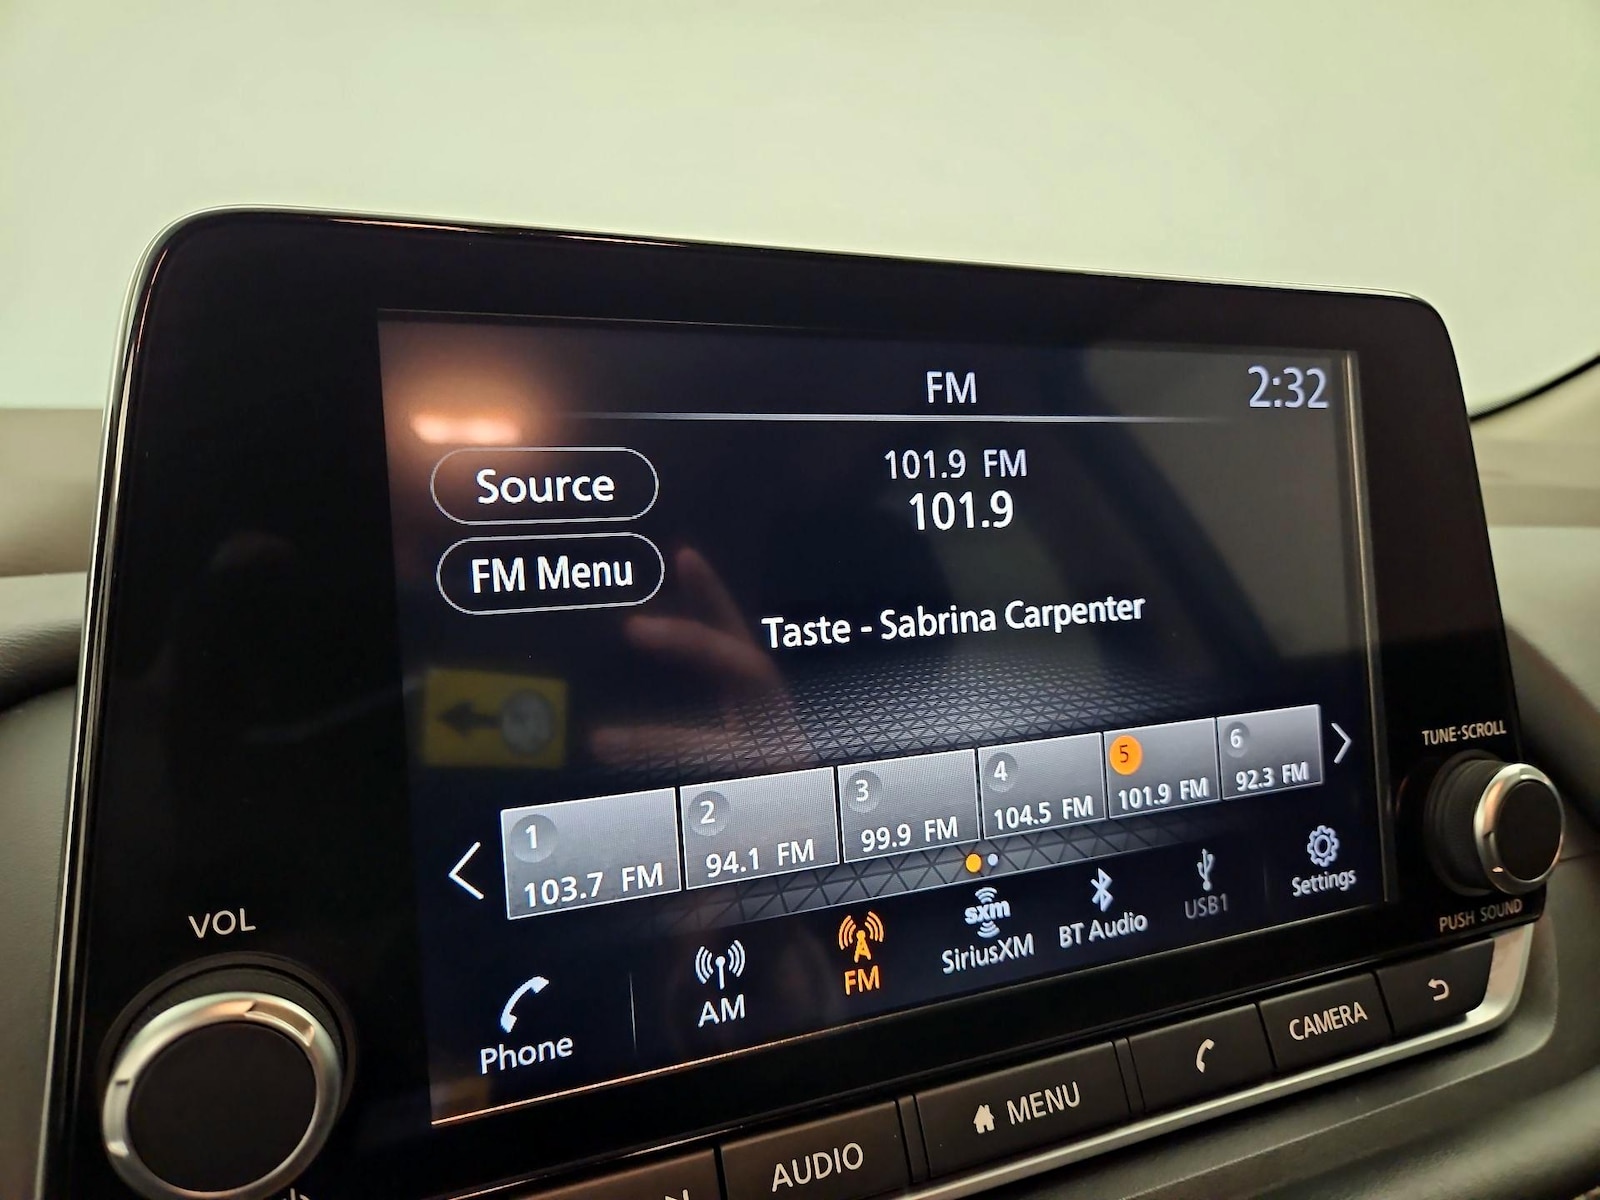 FM
2:32
Source
101.9 FM
101.9
FM Menu
Taste - Sabrina Carpenter
1
103.7 FM
2
94.1 FM
3
99.9 FM
4
104.5 FM
5
101.9 FM
6
92.3 FM
Phone
AM
FM
sxm
SiriusXM
BT Audio
USB1
Settings
VOL
TUNE·SCROLL
PUSH SOUND
AUDIO
MENU
CAMERA